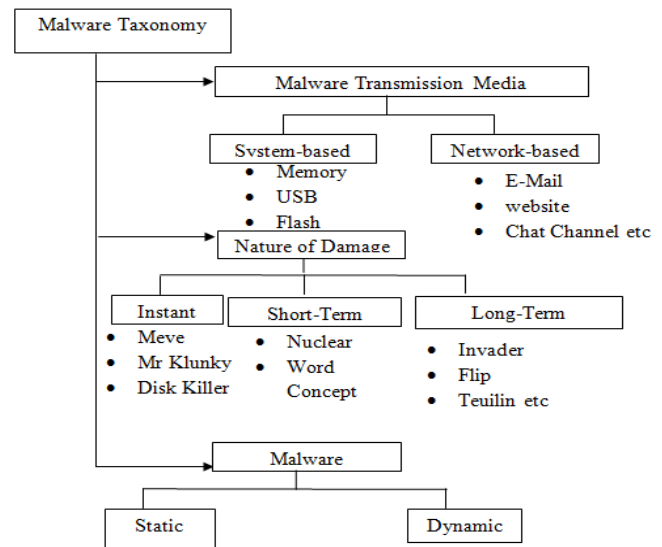 Malware Taxonomy
Malware Transmission Media
System-based
Network-based
• Memory
• USB
• Flash
• E-Mail
• website
• Chat Channel etc
Nature of Damage
Instant
Short-Term
Long-Term
• Meve
• Mr Klunky
• Disk Killer
• Nuclear
• Word
Concept
• Invader
• Flip
• Teuilin etc
Malware
Static
Dynamic